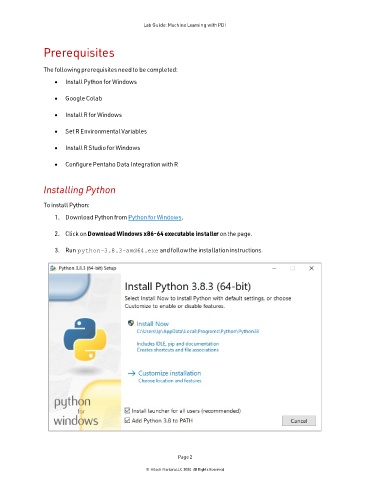 Lab Guide: Machine Learning with PDI
Prerequisites
The following prerequisites need to be completed:
• Install Python for Windows
• Google Colab
• Install R for Windows
• Set R Environmental Variables
• Install R Studio for Windows
• Configure Pentaho Data Integration with R
Installing Python
To install Python:
1. Download Python from Python for Windows.
2. Click on Download Windows x86-64 executable installer on the page.
3. Run python-3.8.3-amd64.exe and follow the installation instructions.
Python 3.8.3 (64-bit) Setup
Install Python 3.8.3 (64-bit)
Select Install Now to install Python with default settings, or choose
Customize to enable or disable features.
Install Now
Includes IDLE, pip and documentation
Creates shortcuts and file associations
→ Customize installation
Choose location and features
python
for
windows
Install launcher for all users (recommended)
Add Python 3.8 to PATH
Cancel
Page 2
© Hitachi Vantara LLC 2020. All Rights Reserved